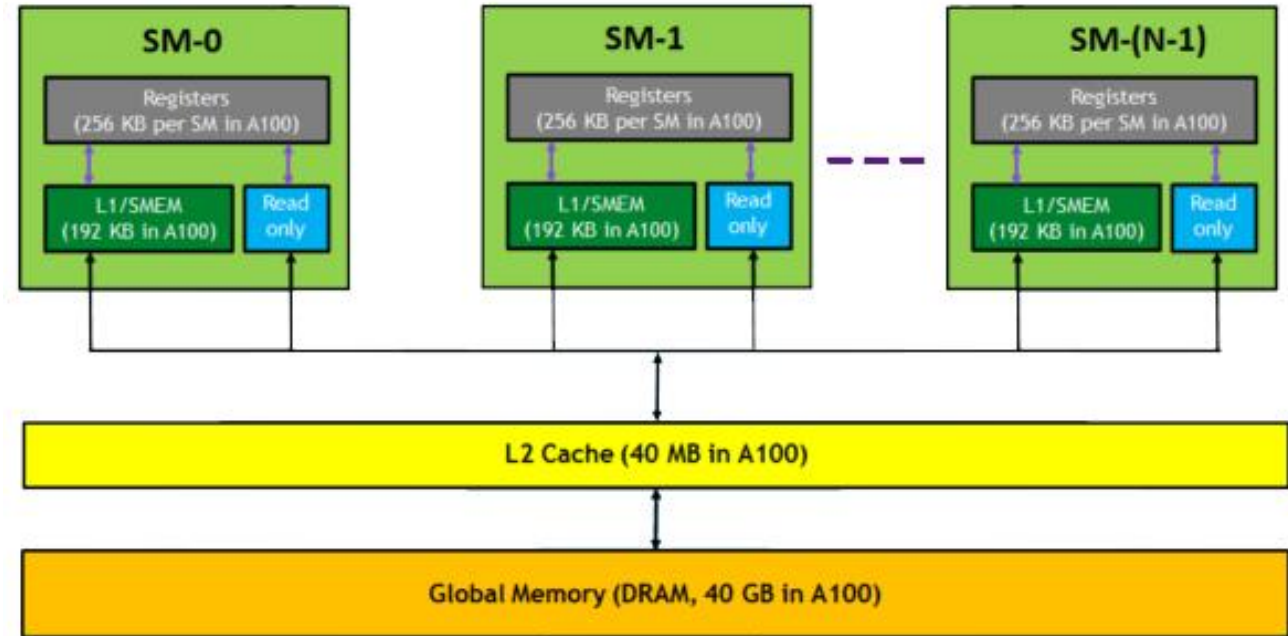 SM-0
Registers
(256 KB per SM in A100)
L1/SMEM
(192 KB in A100)
Read
only
SM-1
Registers
(256 KB per SM in A100)
L1/SMEM
(192 KB in A100)
Read
only
SM-(N-1)
Registers
(256 KB per SM in A100)
L1/SMEM
(192 KB in A100)
Read
only
L2 Cache (40 MB in A100)
Global Memory (DRAM, 40 GB in A100)